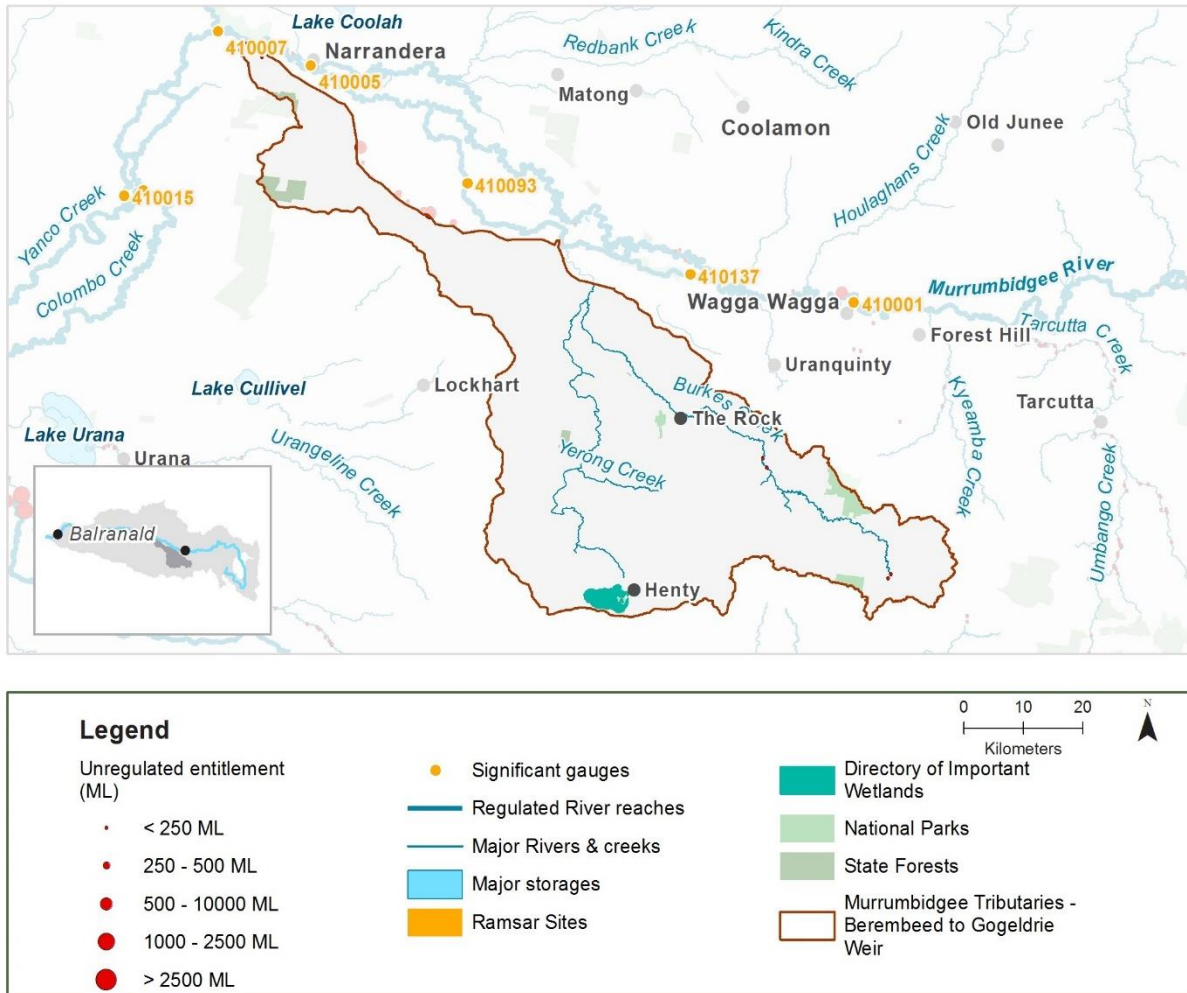 Lake Coolah
410007
Narrandera
410005
Redbank Creek
Kindra Creek
Matong
Coolamon
Old Junee
Houlaghans Creek
410093
410015
Yanco Creek
Colombo Creek
410137
Murrumbidgee River
Wagga Wagga
410001
Forest Hill
Tarcutta Creek
Uranquinty
Lake Cullivel
Lockhart
Burkes Creek
Kyeamba Creek
Tarcutta
The Rock
Lake Urana
Urana
Urangeline Creek
Yerong Creek
Umbango Creek
Balranald
Henty
Legend
0 10 20
Kilometers
N
Unregulated entitlement
(ML)
< 250 ML
250 - 500 ML
500 - 10000 ML
1000 - 2500 ML
> 2500 ML
Significant gauges
Regulated River reaches
Major Rivers & creeks
Major storages
Ramsar Sites
Directory of Important
Wetlands
National Parks
State Forests
Murrumbidgee Tributaries -
Berembeed to Gogeldrie
Weir